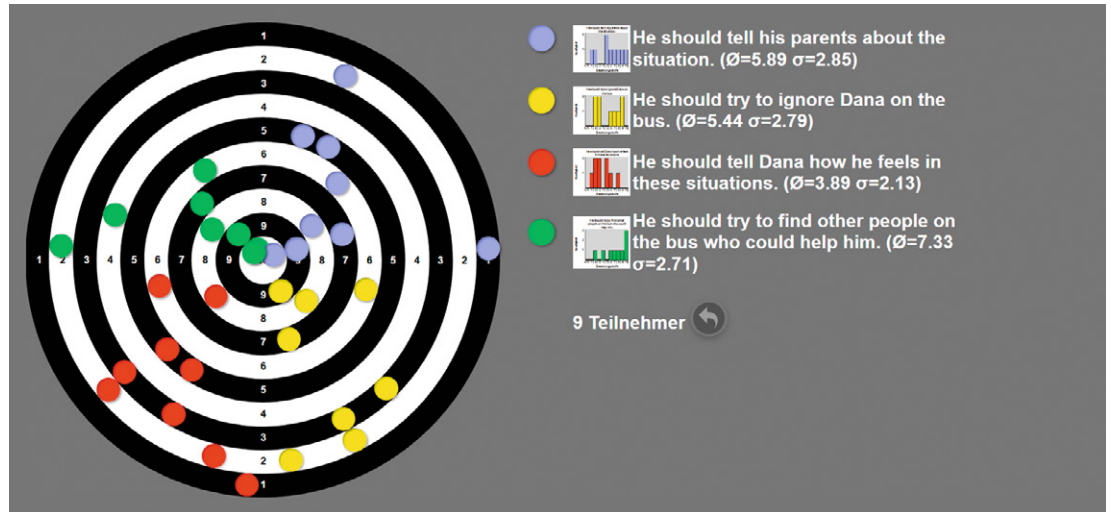 1
2
3
4
5
6
7
8
9
1 2 3 4 5 6 7 8 9 8 7 6 5 4 3 2
9
8
7
6
5
4
3
2
1
He should tell his parents about the
situation. (Ø=5.89 σ=2.85)
He should try to ignore Dana on the
bus. (Ø=5.44 σ=2.79)
He should tell Dana how he feels in
these situations. (Ø=3.89 σ=2.13)
He should try to find other people on
the bus who could help him. (Ø=7.33
σ=2.71)
9 Teilnehmer